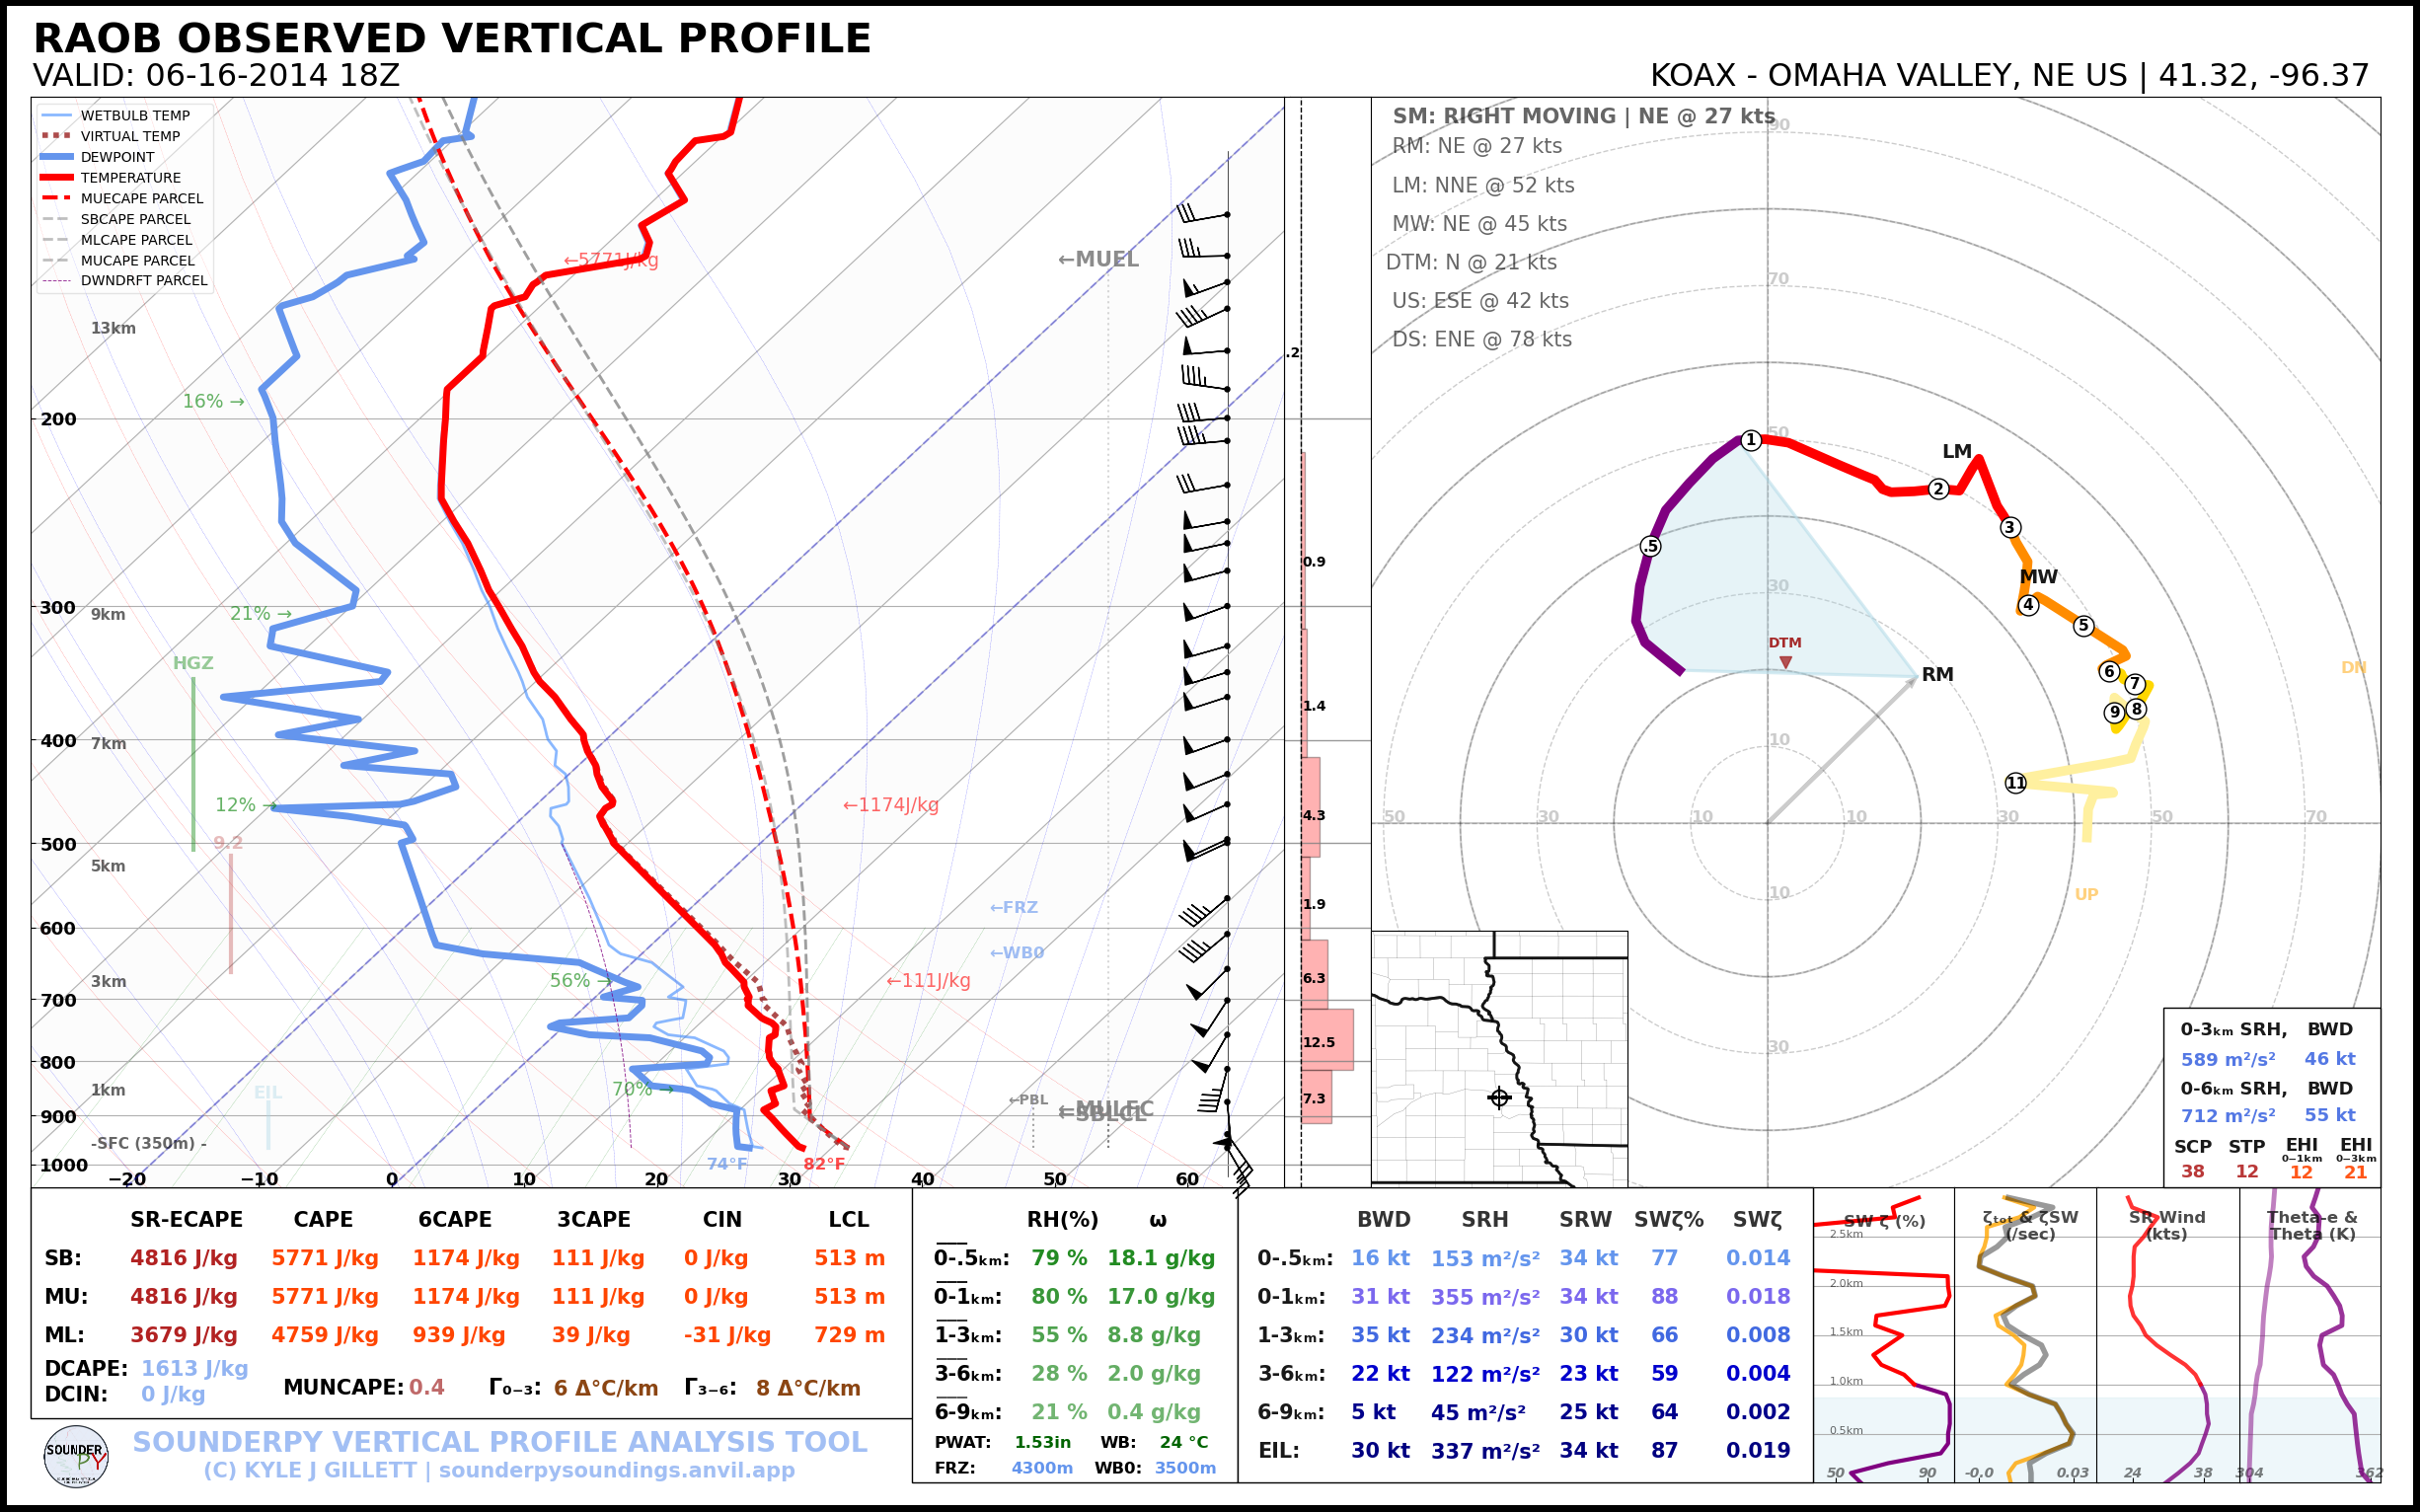 RAOB OBSERVED VERTICAL PROFILE
VALID: 06-16-2014 18Z
KOAX - OMAHA VALLEY, NE US | 41.32, -96.37
WETBULB TEMP
VIRTUAL TEMP
DEWPOINT
TEMPERATURE
MUECAPE PARCEL
SBCAPE PARCEL
MLCAPE PARCEL
MUCAPE PARCEL
DWNDRFT PARCEL
←5771J/kg
←MUEL
13km
16% →
200
300
9km
21% →
HGZ
400
7km
12% →
←1174J/kg
9.2
500
5km
←FRZ
600
←WB0
3km
56% →
←111J/kg
700
800
1km
70% →
EIL
←PBL
←MULFC
←SBLCL
900
-SFC (350m) -
1000
74°F
82°F
-20 -10 0 10 20 30 40 50 60
.2
0.9
1.4
4.3
1.9
6.3
12.5
7.3
SM: RIGHT MOVING | NE @ 27 kts
RM: NE @ 27 kts
LM: NNE @ 52 kts
MW: NE @ 45 kts
DTM: N @ 21 kts
US: ESE @ 42 kts
DS: ENE @ 78 kts
90
70
50
30
10
50 30 10 10 30 50 70
10
30
.5 1 2 3 4 5 6 7 8 9 11
LM
MW
DTM
RM
DN
UP
0-3km SRH, BWD
589 m²/s² 46 kt
0-6km SRH, BWD
712 m²/s² 55 kt
SCP STP EHI EHI
0-1km 0-3km
38 12 12 21
SR-ECAPE CAPE 6CAPE 3CAPE CIN LCL
SB: 4816 J/kg 5771 J/kg 1174 J/kg 111 J/kg 0 J/kg 513 m
MU: 4816 J/kg 5771 J/kg 1174 J/kg 111 J/kg 0 J/kg 513 m
ML: 3679 J/kg 4759 J/kg 939 J/kg 39 J/kg -31 J/kg 729 m
DCAPE: 1613 J/kg
DCIN: 0 J/kg
MUNCAPE: 0.4 Γ₀₋₃: 6 Δ°C/km Γ₃₋₆: 8 Δ°C/km
SOUNDERPY
SOUNDERPY VERTICAL PROFILE ANALYSIS TOOL
(C) KYLE J GILLETT | sounderpysoundings.anvil.app
RH(%) ω
0-.5km: 79 % 18.1 g/kg
0-1km: 80 % 17.0 g/kg
1-3km: 55 % 8.8 g/kg
3-6km: 28 % 2.0 g/kg
6-9km: 21 % 0.4 g/kg
PWAT: 1.53in WB: 24 °C
FRZ: 4300m WB0: 3500m
BWD SRH SRW SWζ% SWζ
0-.5km: 16 kt 153 m²/s² 34 kt 77 0.014
0-1km: 31 kt 355 m²/s² 34 kt 88 0.018
1-3km: 35 kt 234 m²/s² 30 kt 66 0.008
3-6km: 22 kt 122 m²/s² 23 kt 59 0.004
6-9km: 5 kt 45 m²/s² 25 kt 64 0.002
EIL: 30 kt 337 m²/s² 34 kt 87 0.019
SW ζ (%)
2.5km
2.0km
1.5km
1.0km
0.5km
50 90
ζtot & ζSW
(/sec)
-0.0 0.03
SR Wind
(kts)
24 38
Theta-e &
Theta (K)
304 362